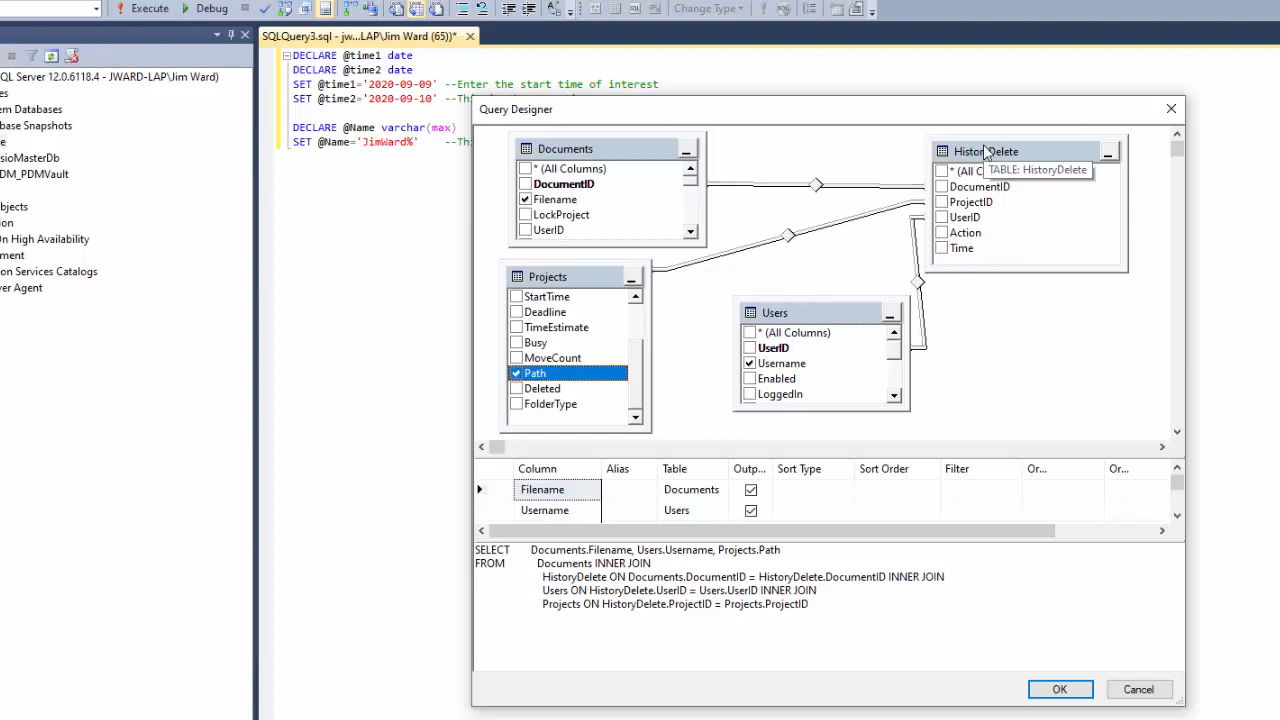 Execute Debug Change Type
SQLQuery3.sql - jw...LAP\Jim Ward (65))*
SQL Server 12.0.6118.4 - JWARD-LAP\Jim Ward)
es
em Databases
base Snapshots
e
sioMasterDb
DM_PDMVault
bjects
on
On High Availability
ement
on Services Catalogs
ver Agent
DECLARE @time1 date
DECLARE @time2 date
SET @time1='2020-09-09' --Enter the start time of interest
SET @time2='2020-09-10' --Th
DECLARE @Name varchar(max)
SET @Name='JimWard%' --Th
Query Designer
Documents
* (All Columns)
DocumentID
Filename
LockProject
UserID
HistoryDelete
TABLE: HistoryDelete
* (All C
DocumentID
ProjectID
UserID
Action
Time
Projects
StartTime
Deadline
TimeEstimate
Busy
MoveCount
Path
Deleted
FolderType
Users
* (All Columns)
UserID
Username
Enabled
LoggedIn
Column Alias Table Outp... Sort Type Sort Order Filter Or... Or...
Filename Documents
Username Users
SELECT Documents.Filename, Users.Username, Projects.Path
FROM Documents INNER JOIN
HistoryDelete ON Documents.DocumentID = HistoryDelete.DocumentID INNER JOIN
Users ON HistoryDelete.UserID = Users.UserID INNER JOIN
Projects ON HistoryDelete.ProjectID = Projects.ProjectID
OK Cancel